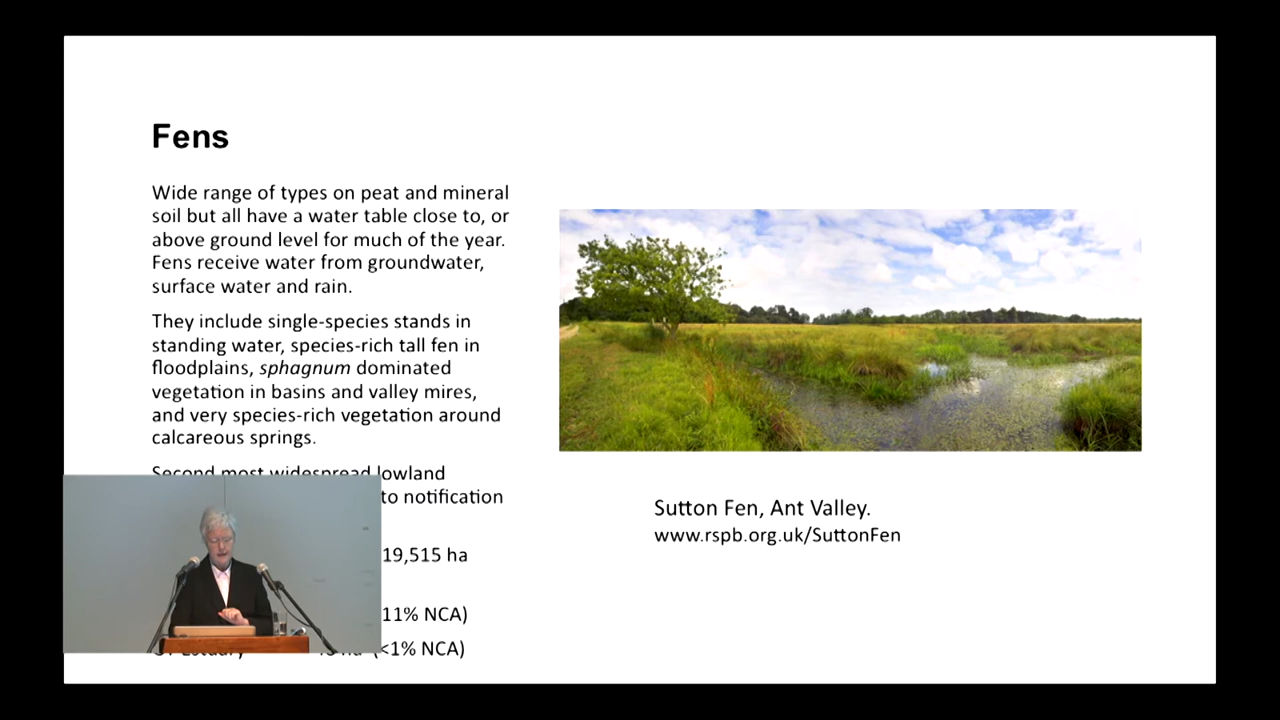 Fens
Wide range of types on peat and mineral
soil but all have a water table close to, or
above ground level for much of the year.
Fens receive water from groundwater,
surface water and rain.
They include single-species stands in
standing water, species-rich tall fen in
floodplains, sphagnum dominated
vegetation in basins and valley mires,
and very species-rich vegetation around
calcareous springs.
Second most widespread lowland
to notification
19,515 ha
11% NCA)
(<1% NCA)
Sutton Fen, Ant Valley.
www.rspb.org.uk/SuttonFen